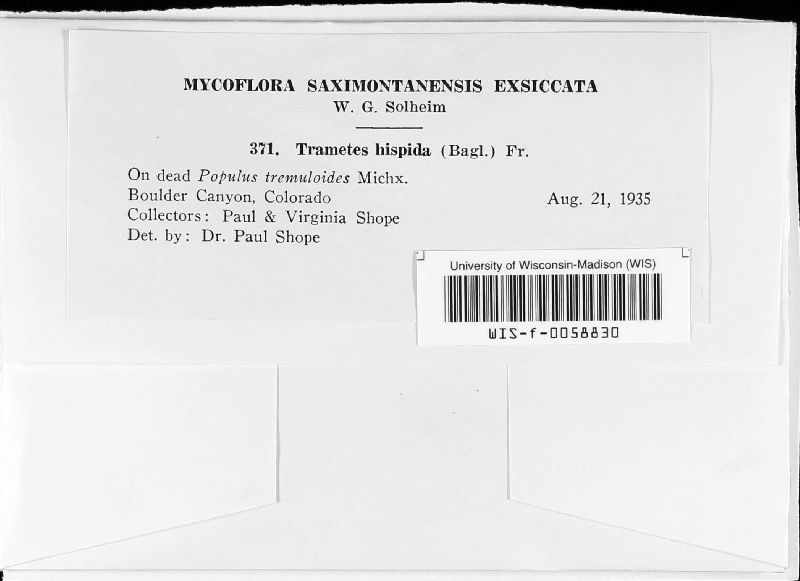 MYCOFLORA SAXIMONTANENSIS EXSICCATA
W. G. Solheim
371. Trametes hispida (Bagl.) Fr.
On dead Populus tremuloides Michx.
Boulder Canyon, Colorado Aug. 21, 1935
Collectors: Paul & Virginia Shope
Det. by: Dr. Paul Shope
University of Wisconsin-Madison (WIS)
WIS-f-0058830